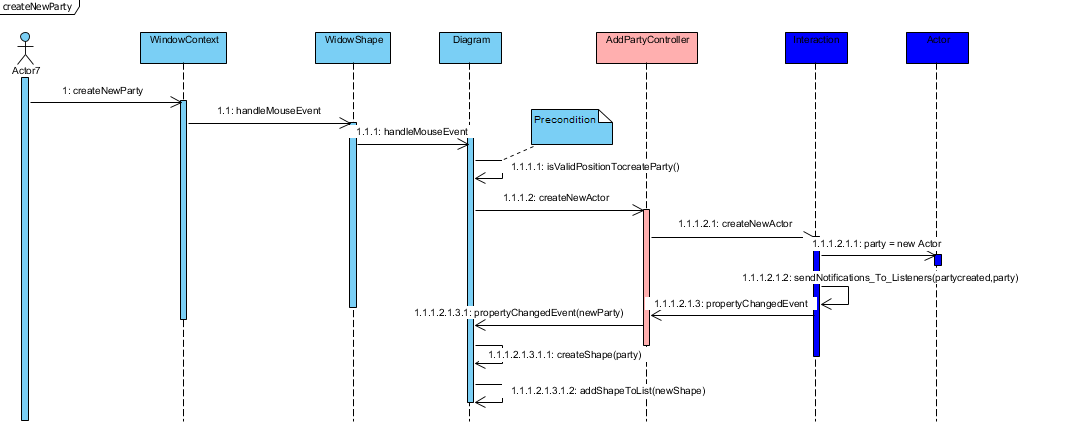 createNewParty
WindowContext
WidowShape
Diagram
AddPartyController
Interaction
Actor
Actor7
1: createNewParty
1.1: handleMouseEvent
Precondition
1.1.1: handleMouseEvent
1.1.1.1: isValidPositionTocreateParty()
1.1.1.2: createNewActor
1.1.1.2.1: createNewActor
1.1.1.2.1.1: party = new Actor
1.1.1.2.1.2: sendNotifications_To_Listeners(partycreated,party)
1.1.1.2.1.3: propertyChangedEvent
1.1.1.2.1.3.1: propertyChangedEvent(newParty)
1.1.1.2.1.3.1.1: createShape(party)
1.1.1.2.1.3.1.2: addShapeToList(newShape)